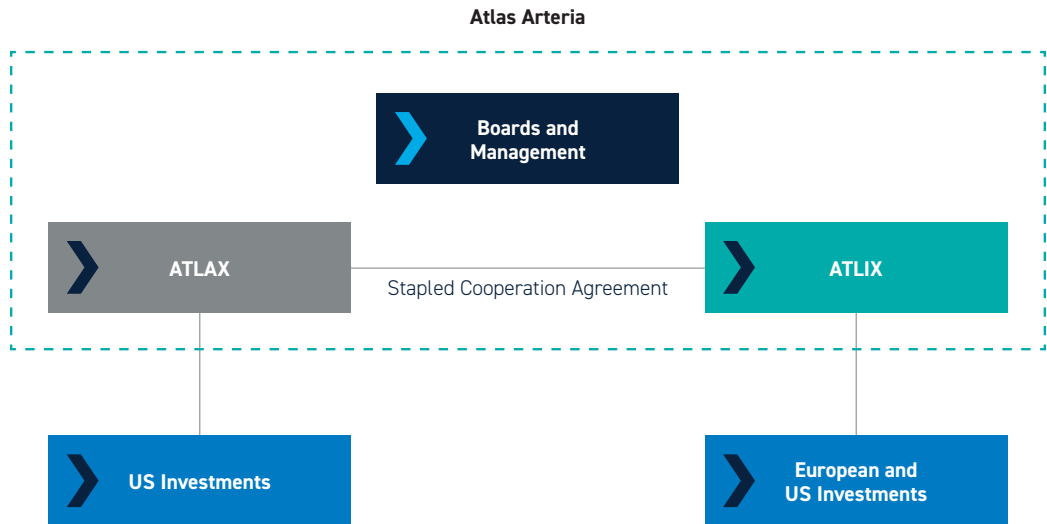 Atlas Arteria
Boards and
Management
ATLAX
Stapled Cooperation Agreement
ATLIX
US Investments
European and
US Investments